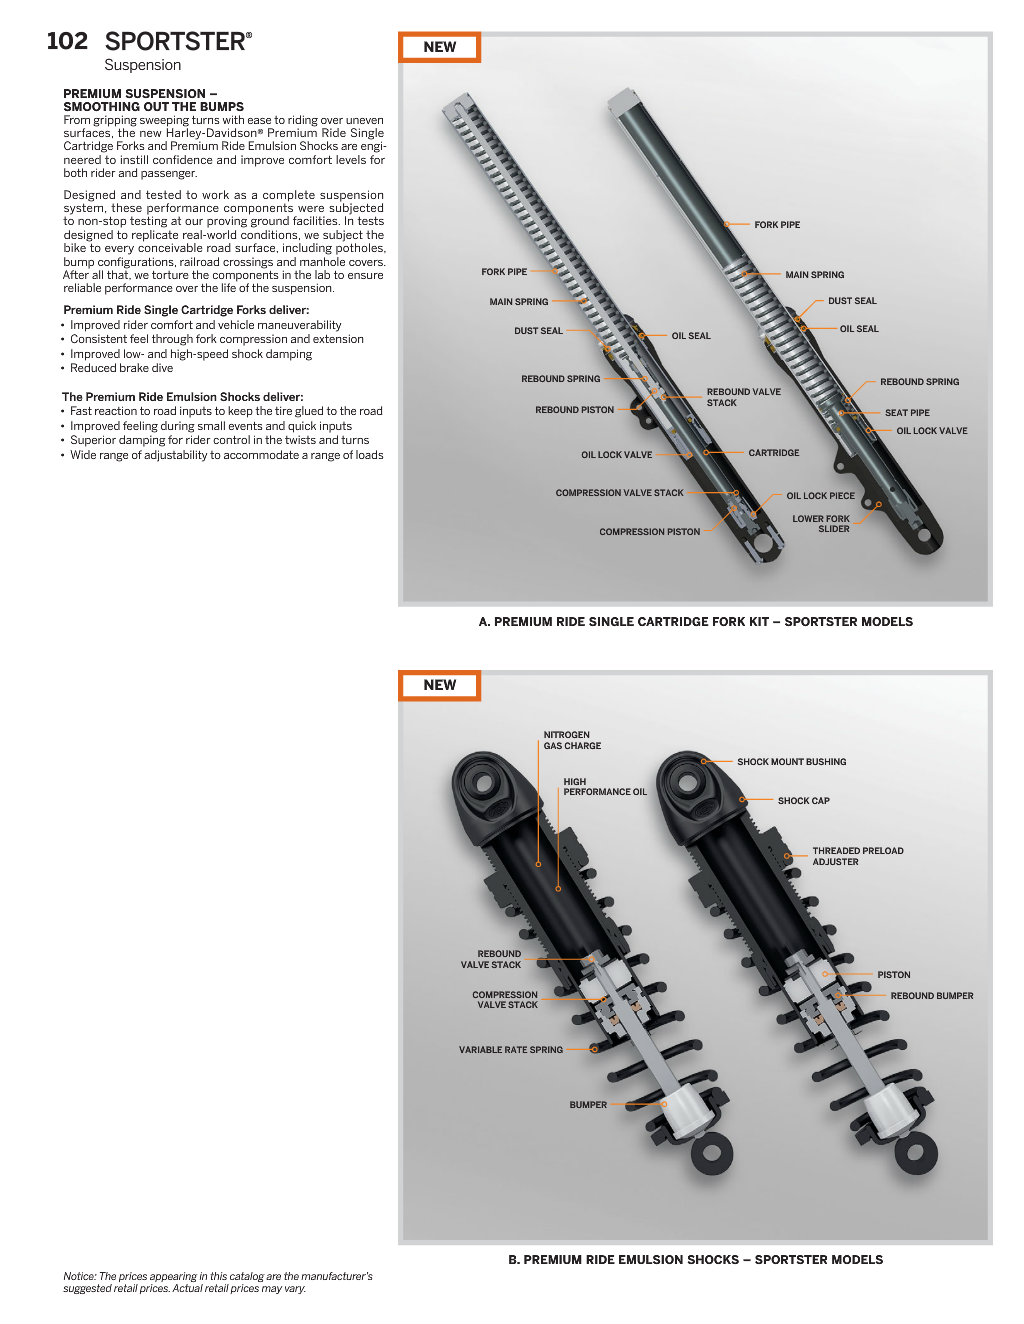 102 SPORTSTER®
Suspension
PREMIUM SUSPENSION –
SMOOTHING OUT THE BUMPS
From gripping sweeping turns with ease to riding over uneven
surfaces, the new Harley-Davidson® Premium Ride Single
Cartridge Forks and Premium Ride Emulsion Shocks are engi-
neered to instill confidence and improve comfort levels for
both rider and passenger.
Designed and tested to work as a complete suspension
system, these performance components were subjected
to non-stop testing at our proving ground facilities. In tests
designed to replicate real-world conditions, we subject the
bike to every conceivable road surface, including potholes,
bump configurations, railroad crossings and manhole covers.
After all that, we torture the components in the lab to ensure
reliable performance over the life of the suspension.
Premium Ride Single Cartridge Forks deliver:
• Improved rider comfort and vehicle maneuverability
• Consistent feel through fork compression and extension
• Improved low- and high-speed shock damping
• Reduced brake dive
The Premium Ride Emulsion Shocks deliver:
• Fast reaction to road inputs to keep the tire glued to the road
• Improved feeling during small events and quick inputs
• Superior damping for rider control in the twists and turns
• Wide range of adjustability to accommodate a range of loads
NEW
FORK PIPE
MAIN SPRING
DUST SEAL
OIL SEAL
REBOUND SPRING
REBOUND VALVE
STACK
REBOUND PISTON
OIL LOCK VALVE
CARTRIDGE
COMPRESSION VALVE STACK
OIL LOCK PIECE
COMPRESSION PISTON
FORK PIPE
MAIN SPRING
DUST SEAL
OIL SEAL
REBOUND SPRING
SEAT PIPE
OIL LOCK VALVE
LOWER FORK
SLIDER
A. PREMIUM RIDE SINGLE CARTRIDGE FORK KIT – SPORTSTER MODELS
NEW
NITROGEN
GAS CHARGE
HIGH
PERFORMANCE OIL
REBOUND
VALVE STACK
COMPRESSION
VALVE STACK
VARIABLE RATE SPRING
BUMPER
SHOCK MOUNT BUSHING
SHOCK CAP
THREADED PRELOAD
ADJUSTER
PISTON
REBOUND BUMPER
B. PREMIUM RIDE EMULSION SHOCKS – SPORTSTER MODELS
Notice: The prices appearing in this catalog are the manufacturer's
suggested retail prices. Actual retail prices may vary.